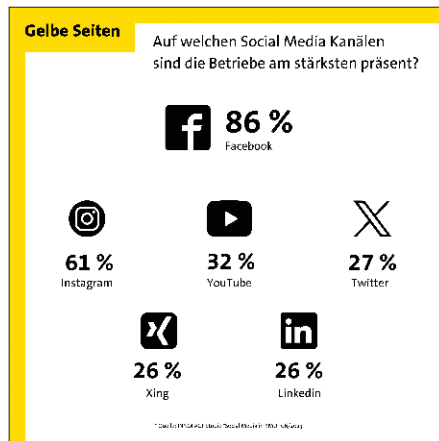 Gelbe Seiten
Auf welchen Social Media Kanälen
sind die Betriebe am stärksten präsent?
86 %
Facebook
61 %
Instagram
32 %
YouTube
27 %
Twitter
26 %
Xing
26 %
Linkedin